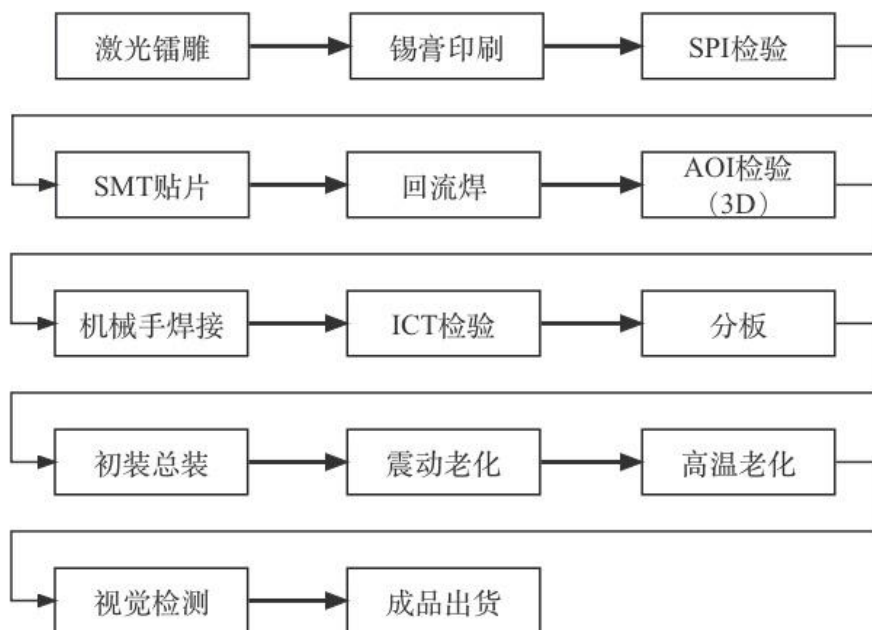 激光镭雕
锡膏印刷
SPI检验
SMT贴片
回流焊
AOI检验
（3D）
机械手焊接
ICT检验
分板
初装总装
震动老化
高温老化
视觉检测
成品出货